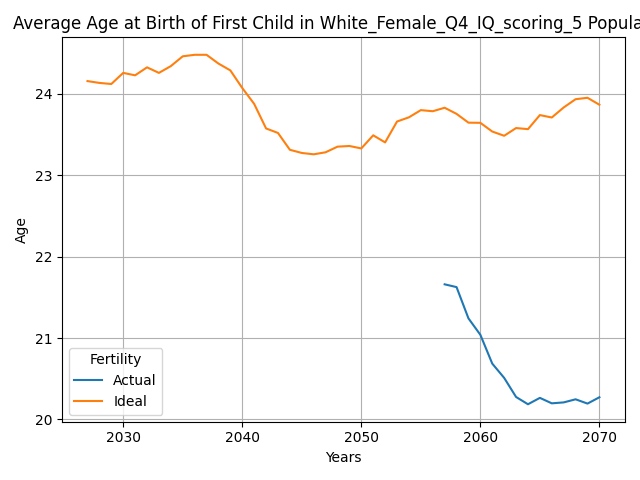 Average Age at Birth of First Child in White_Female_Q4_IQ_scoring_5 Popula
Age
24
23
22
21
20
Fertility
Actual
Ideal
2030 2040 2050 2060 2070
Years